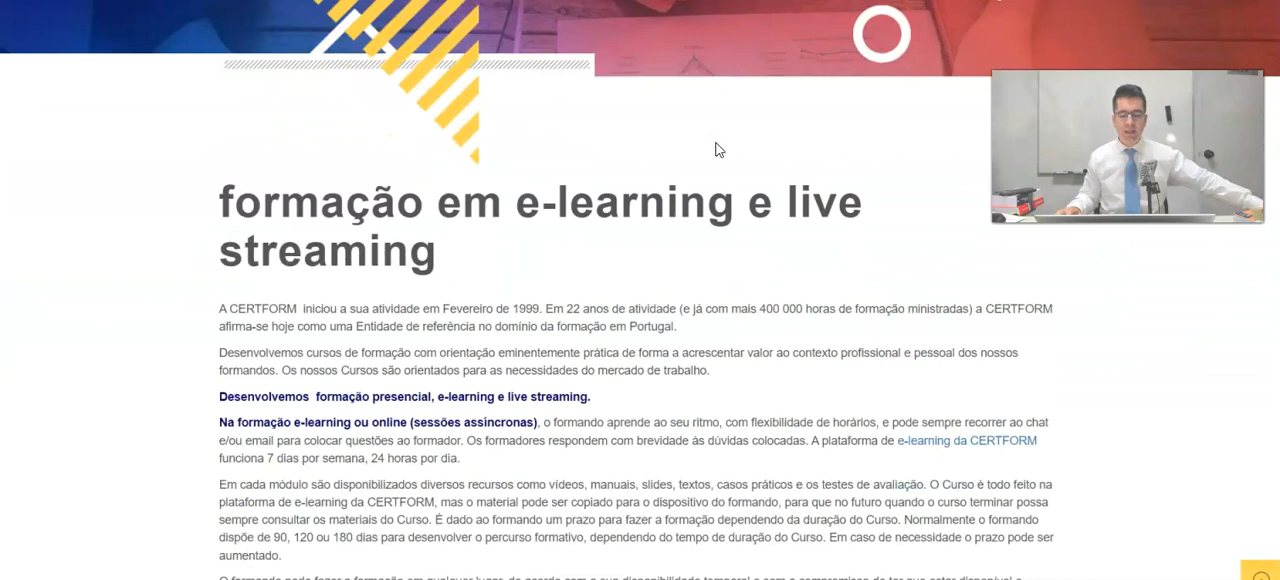 formação em e-learning e live
streaming
A CERTFORM iniciou a sua atividade em Fevereiro de 1999. Em 22 anos de atividade (e já com mais 400 000 horas de formação ministradas) a CERTFORM
afirma-se hoje como uma Entidade de referência no domínio da formação em Portugal.
Desenvolvemos cursos de formação com orientação eminentemente prática de forma a acrescentar valor ao contexto profissional e pessoal dos nossos
formandos. Os nossos Cursos são orientados para as necessidades do mercado de trabalho.
Desenvolvemos formação presencial, e-learning e live streaming.
Na formação e-learning ou online (sessões assíncronas), o formando aprende ao seu ritmo, com flexibilidade de horários, e pode sempre recorrer ao chat
e/ou email para colocar questões ao formador. Os formadores respondem com brevidade às dúvidas colocadas. A plataforma de e-learning da CERTFORM
funciona 7 dias por semana, 24 horas por dia.
Em cada módulo são disponibilizados diversos recursos como vídeos, manuais, slides, textos, casos práticos e os testes de avaliação. O Curso é todo feito na
plataforma de e-learning da CERTFORM, mas o material pode ser copiado para o dispositivo do formando, para que no futuro quando o curso terminar possa
sempre consultar os materiais do Curso. É dado ao formando um prazo para fazer a formação dependendo da duração do Curso. Normalmente o formando
dispõe de 90, 120 ou 180 dias para desenvolver o percurso formativo, dependendo do tempo de duração do Curso. Em caso de necessidade o prazo pode ser
aumentado.